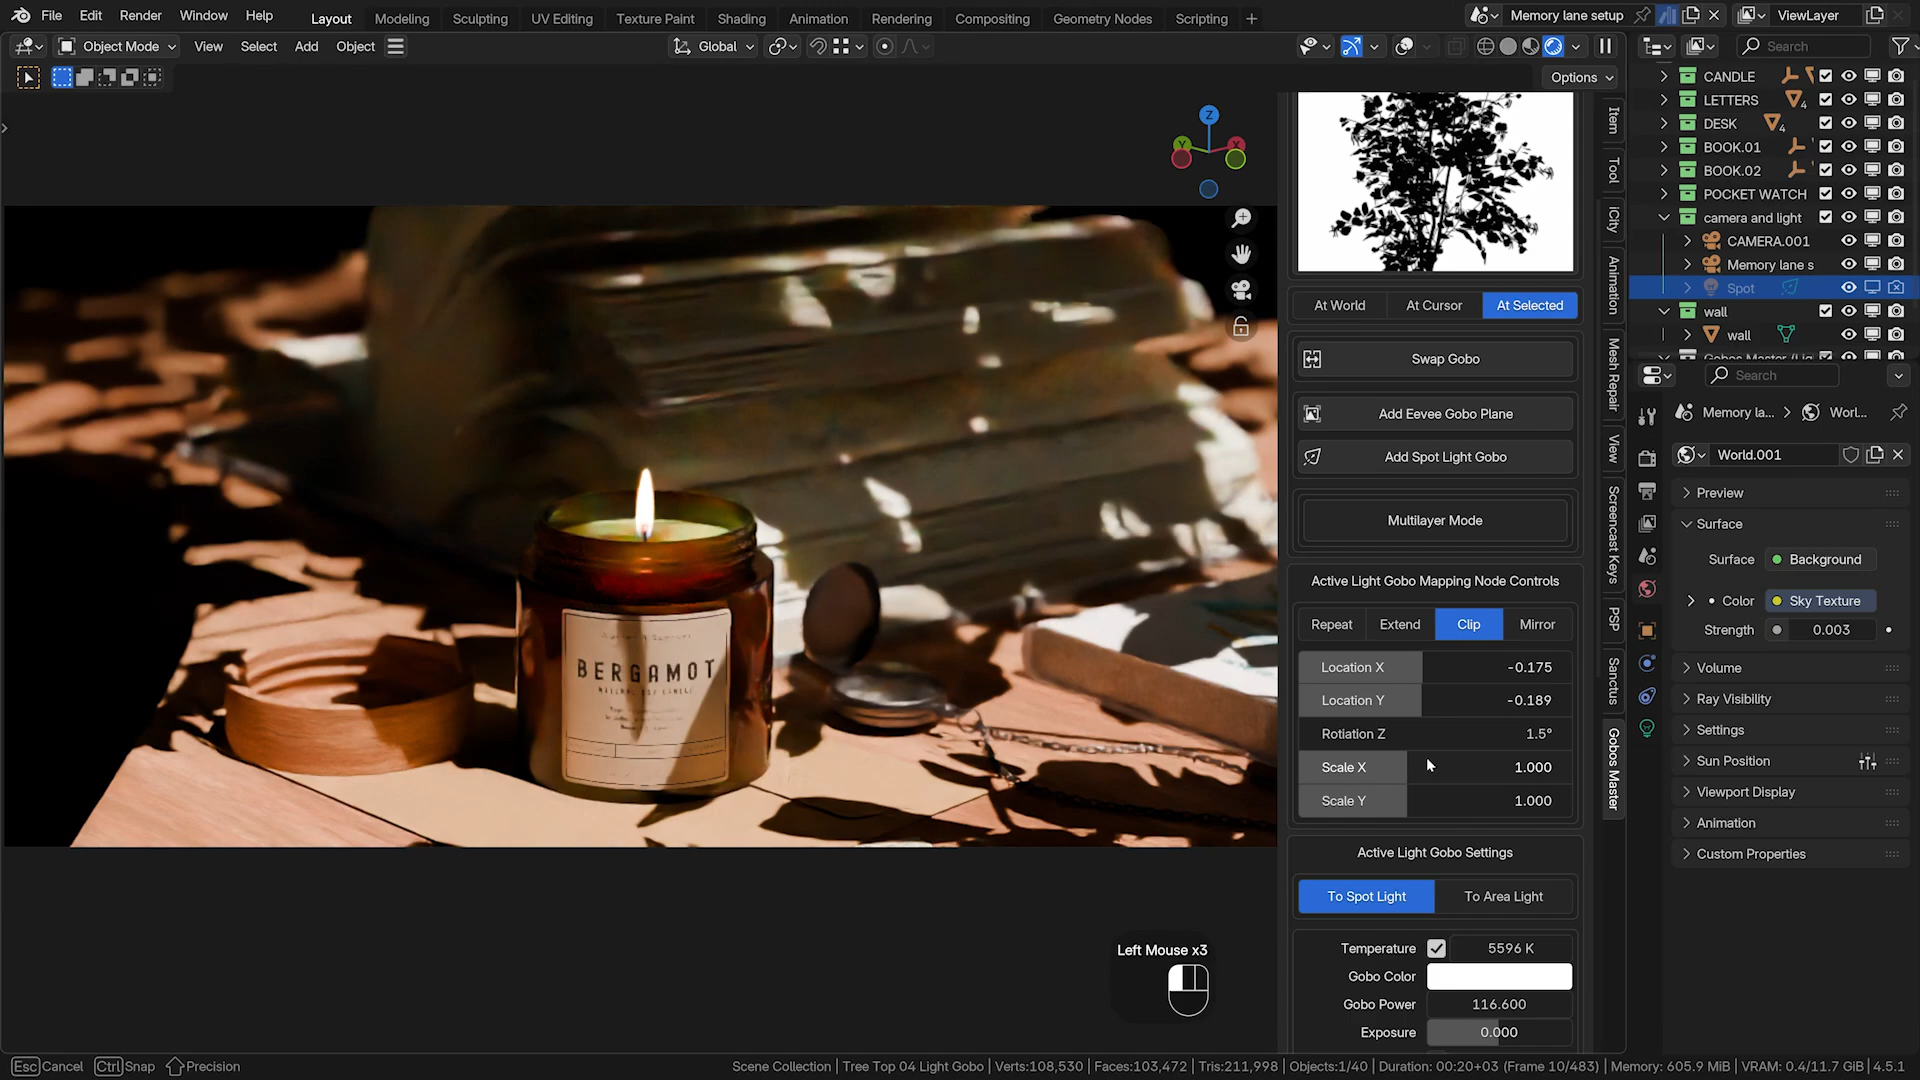 File Edit Render Window Help Layout Modeling Sculpting UV Editing Texture Paint Shading Animation Rendering Compositing Geometry Nodes Scripting + Memory lane setup ViewLayer
Object Mode View Select Add Object Global Search
Options
CANDLE
LETTERS 4
DESK 4
BOOK.01
BOOK.02
POCKET WATCH
camera and light
CAMERA.001
Memory lane s
Spot
wall
wall
Gobos Master (Lig
Z
Y
X
Item
Tool
iCity
Animation
Mesh Repair
View
Screencast Keys
PSP
Sanctus
Gobos Master
At World At Cursor At Selected
Swap Gobo
Add Eevee Gobo Plane
Add Spot Light Gobo
Multilayer Mode
Active Light Gobo Mapping Node Controls
Repeat Extend Clip Mirror
Location X -0.175
Location Y -0.189
Rotiation Z 1.5°
Scale X 1.000
Scale Y 1.000
Active Light Gobo Settings
To Spot Light To Area Light
Temperature 5596 K
Gobo Color
Gobo Power 116.600
Exposure 0.000
Search
Memory la... Worl...
World.001
Preview
Surface
Surface Background
Color Sky Texture
Strength 0.003
Volume
Ray Visibility
Settings
Sun Position
Viewport Display
Animation
Custom Properties
BERGAMOT
Left Mouse x3
Esc Cancel Ctrl Snap Precision
Scene Collection | Tree Top 04 Light Gobo | Verts:108,530 | Faces:103,472 | Tris:211,998 | Objects:1/40 | Duration: 00:20+03 (Frame 10/483) | Memory: 605.9 MiB | VRAM: 0.4/11.7 GiB | 4.5.1